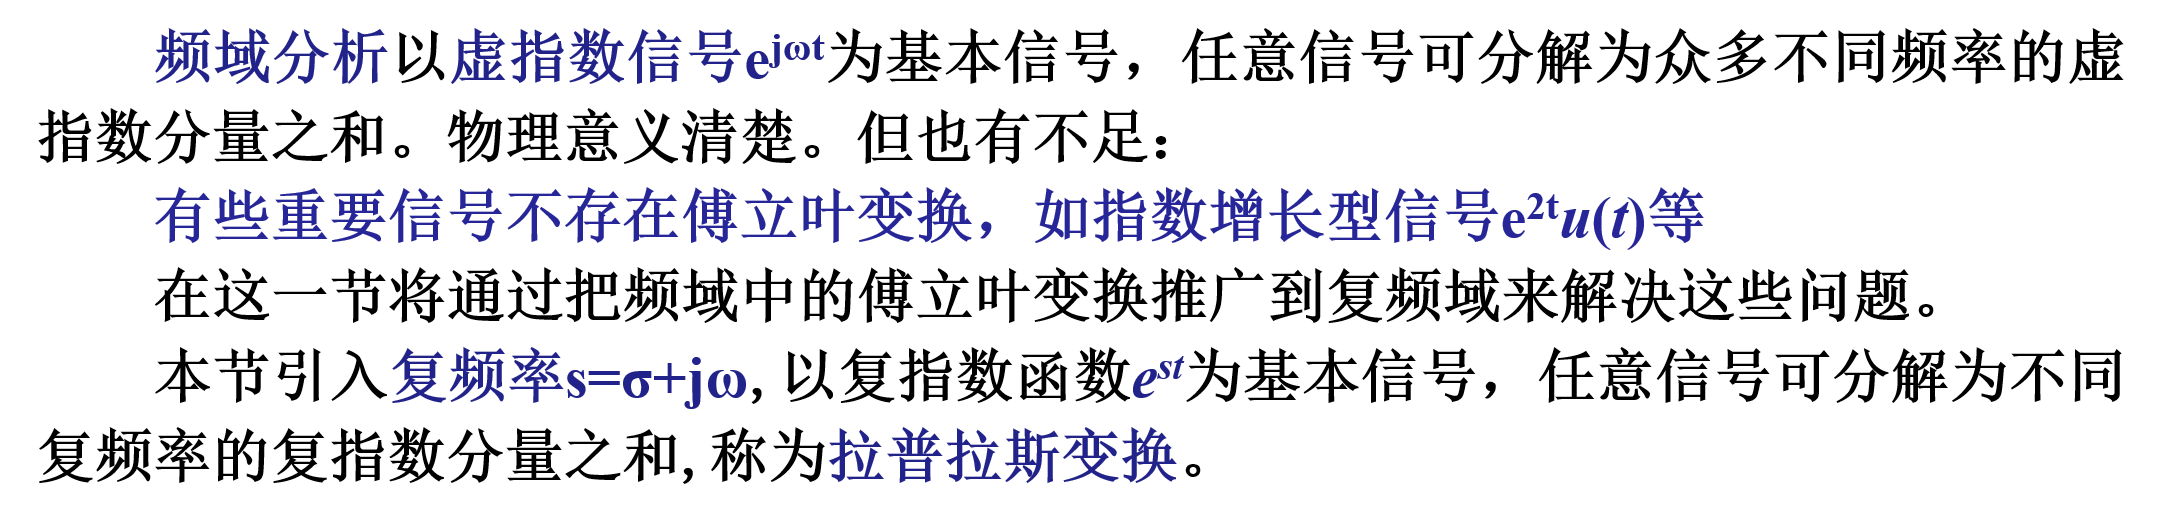 频域分析以虚指数信号e^jωt为基本信号，任意信号可分解为众多不同频率的虚
指数分量之和。物理意义清楚。但也有不足：
有些重要信号不存在傅立叶变换，如指数增长型信号e^2tu(t)等
在这一节将通过把频域中的傅立叶变换推广到复频域来解决这些问题。
本节引入复频率s=σ+jω, 以复指数函数e^st为基本信号，任意信号可分解为不同
复频率的复指数分量之和, 称为拉普拉斯变换。